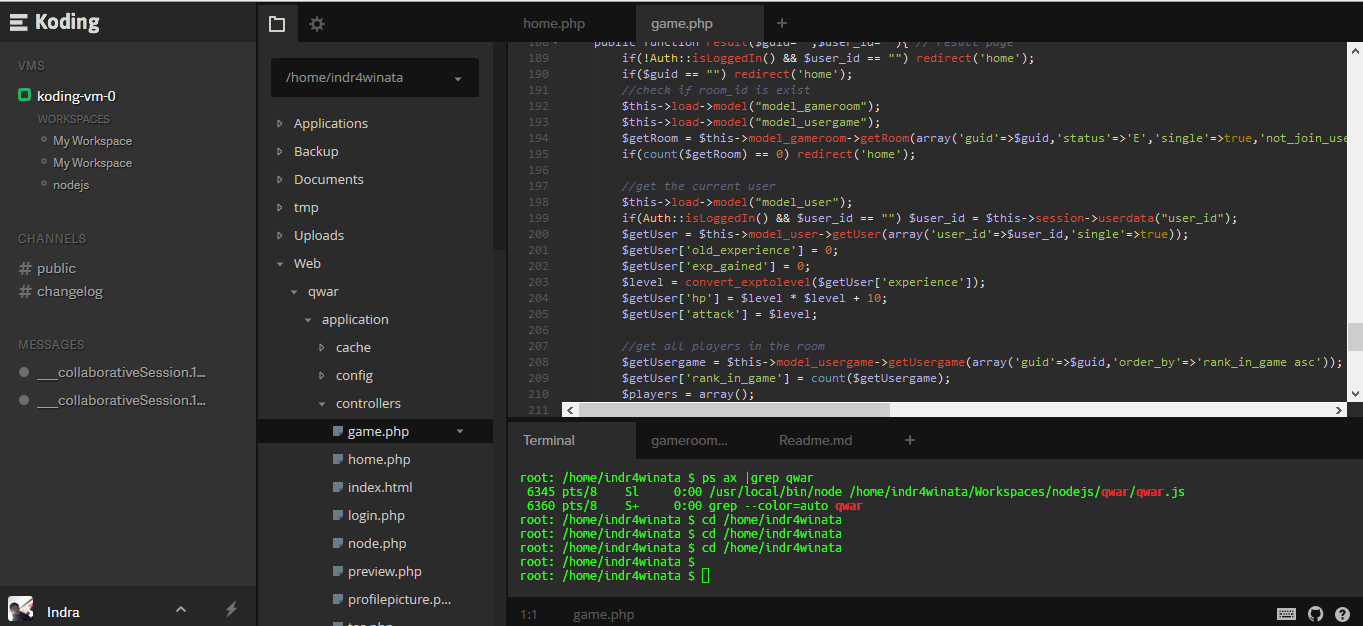 Koding
VMS
koding-vm-0
WORKSPACES
My Workspace
My Workspace
nodejs
CHANNELS
# public
# changelog
MESSAGES
___collaborativeSession.1...
___collaborativeSession.1...
Indra
/home/indr4winata
Applications
Backup
Documents
tmp
Uploads
Web
qwar
application
cache
config
controllers
game.php
home.php
index.html
login.php
node.php
preview.php
profilepicture.p...
home.php
game.php
+
188 public function result($guid="",$user_id=""){ // result page
189 if(!Auth::isLoggedIn() && $user_id == "") redirect('home');
190 if($guid == "") redirect('home');
191 //check if room_id is exist
192 $this->load->model("model_gameroom");
193 $this->load->model("model_usergame");
194 $getRoom = $this->model_gameroom->getRoom(array('guid'=>$guid,'status'=>'E','single'=>true,'not_join_use
195 if(count($getRoom) == 0) redirect('home');
196
197 //get the current user
198 $this->load->model("model_user");
199 if(Auth::isLoggedIn() && $user_id == "") $user_id = $this->session->userdata("user_id");
200 $getUser = $this->model_user->getUser(array('user_id'=>$user_id,'single'=>true));
201 $getUser['old_experience'] = 0;
202 $getUser['exp_gained'] = 0;
203 $level = convert_exptolevel($getUser['experience']);
204 $getUser['hp'] = $level * $level + 10;
205 $getUser['attack'] = $level;
206
207 //get all players in the room
208 $getUsergame = $this->model_usergame->getUsergame(array('guid'=>$guid,'order_by'=>'rank_in_game asc'));
209 $getUser['rank_in_game'] = count($getUsergame);
210 $players = array();
211
Terminal
gameroom...
Readme.md
+
root: /home/indr4winata $ ps ax |grep qwar
6345 pts/8 Sl 0:00 /usr/local/bin/node /home/indr4winata/Workspaces/nodejs/qwar/qwar.js
6360 pts/8 S+ 0:00 grep --color=auto qwar
root: /home/indr4winata $ cd /home/indr4winata
root: /home/indr4winata $ cd /home/indr4winata
root: /home/indr4winata $ cd /home/indr4winata
root: /home/indr4winata $
root: /home/indr4winata $
1:1
game.php